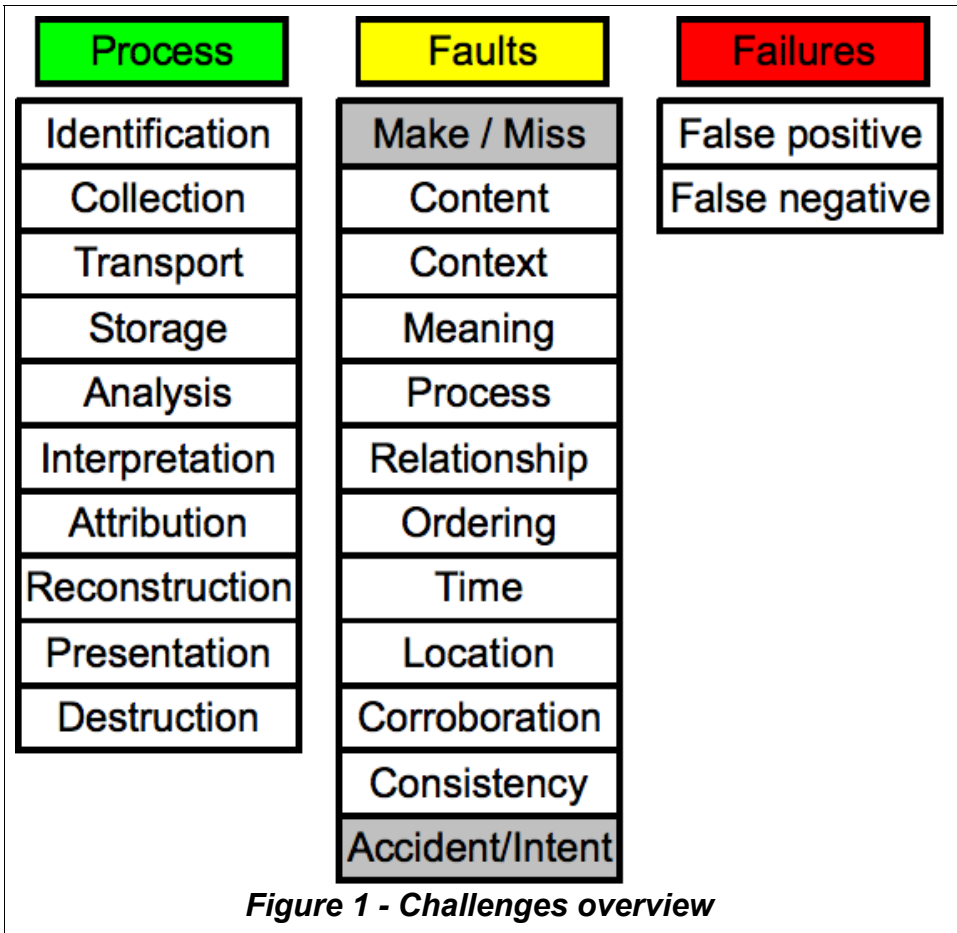 Process
Identification
Collection
Transport
Storage
Analysis
Interpretation
Attribution
Reconstruction
Presentation
Destruction
Faults
Make / Miss
Content
Context
Meaning
Process
Relationship
Ordering
Time
Location
Corroboration
Consistency
Accident/Intent
Failures
False positive
False negative
Figure 1 - Challenges overview